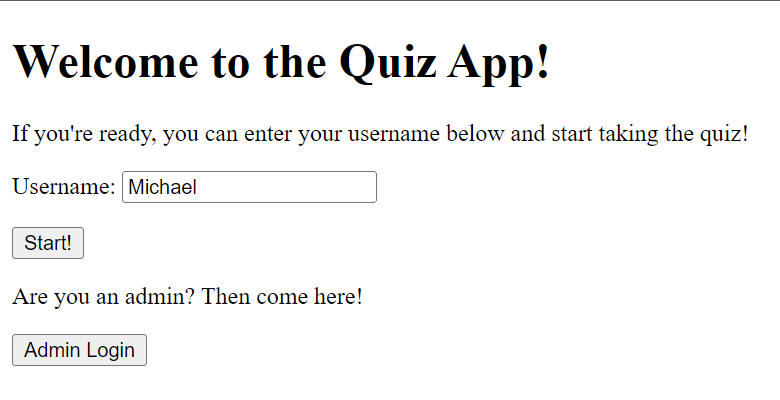 Welcome to the Quiz App!
If you're ready, you can enter your username below and start taking the quiz!
Username: Michael
Start!
Are you an admin? Then come here!
Admin Login